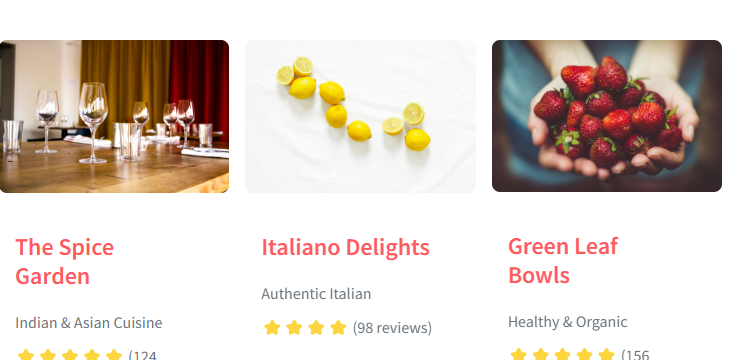 The Spice
Garden
Indian & Asian Cuisine
(124
Italiano Delights
Authentic Italian
(98 reviews)
Green Leaf
Bowls
Healthy & Organic
(156